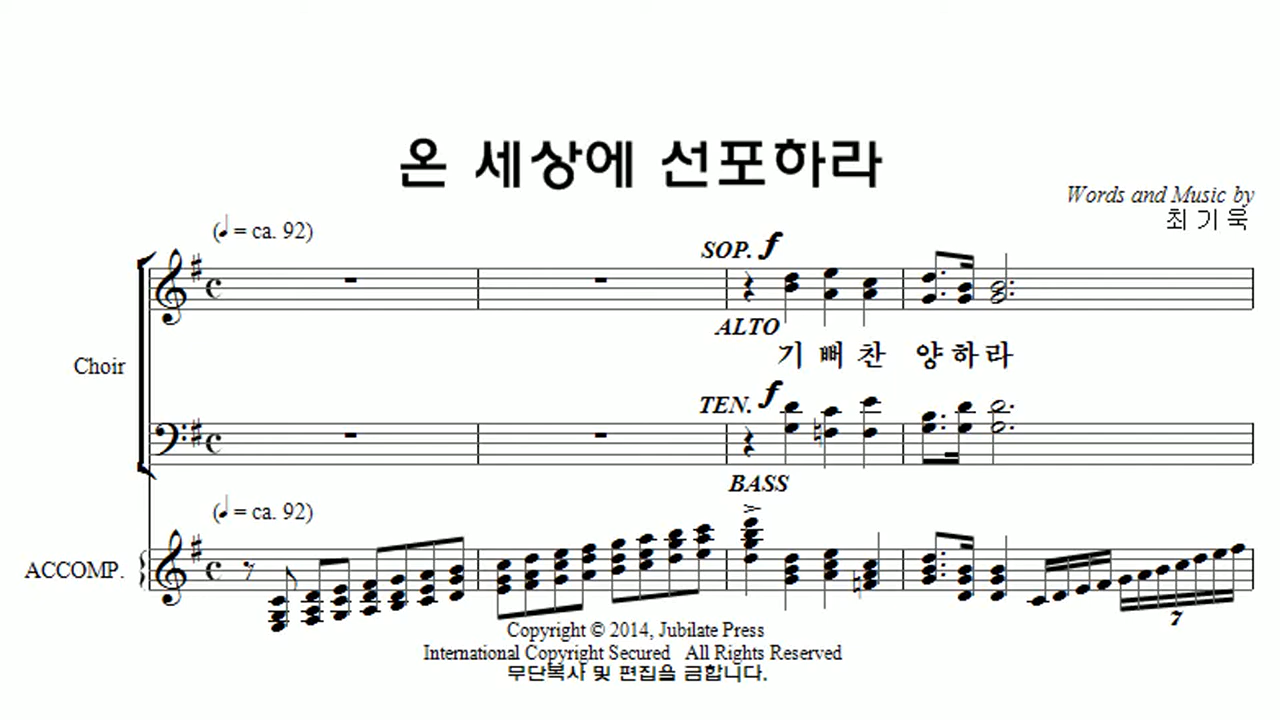 온 세상에 선포하라
Words and Music by
최 기 욱
(♩ = ca. 92)
SOP. f
ALTO
Choir
기 뻐 찬 양 하 라
TEN. f
BASS
(♩ = ca. 92)
ACCOMP.
7
Copyright © 2014, Jubilate Press
International Copyright Secured All Rights Reserved
무단복사 및 편집을 금합니다.